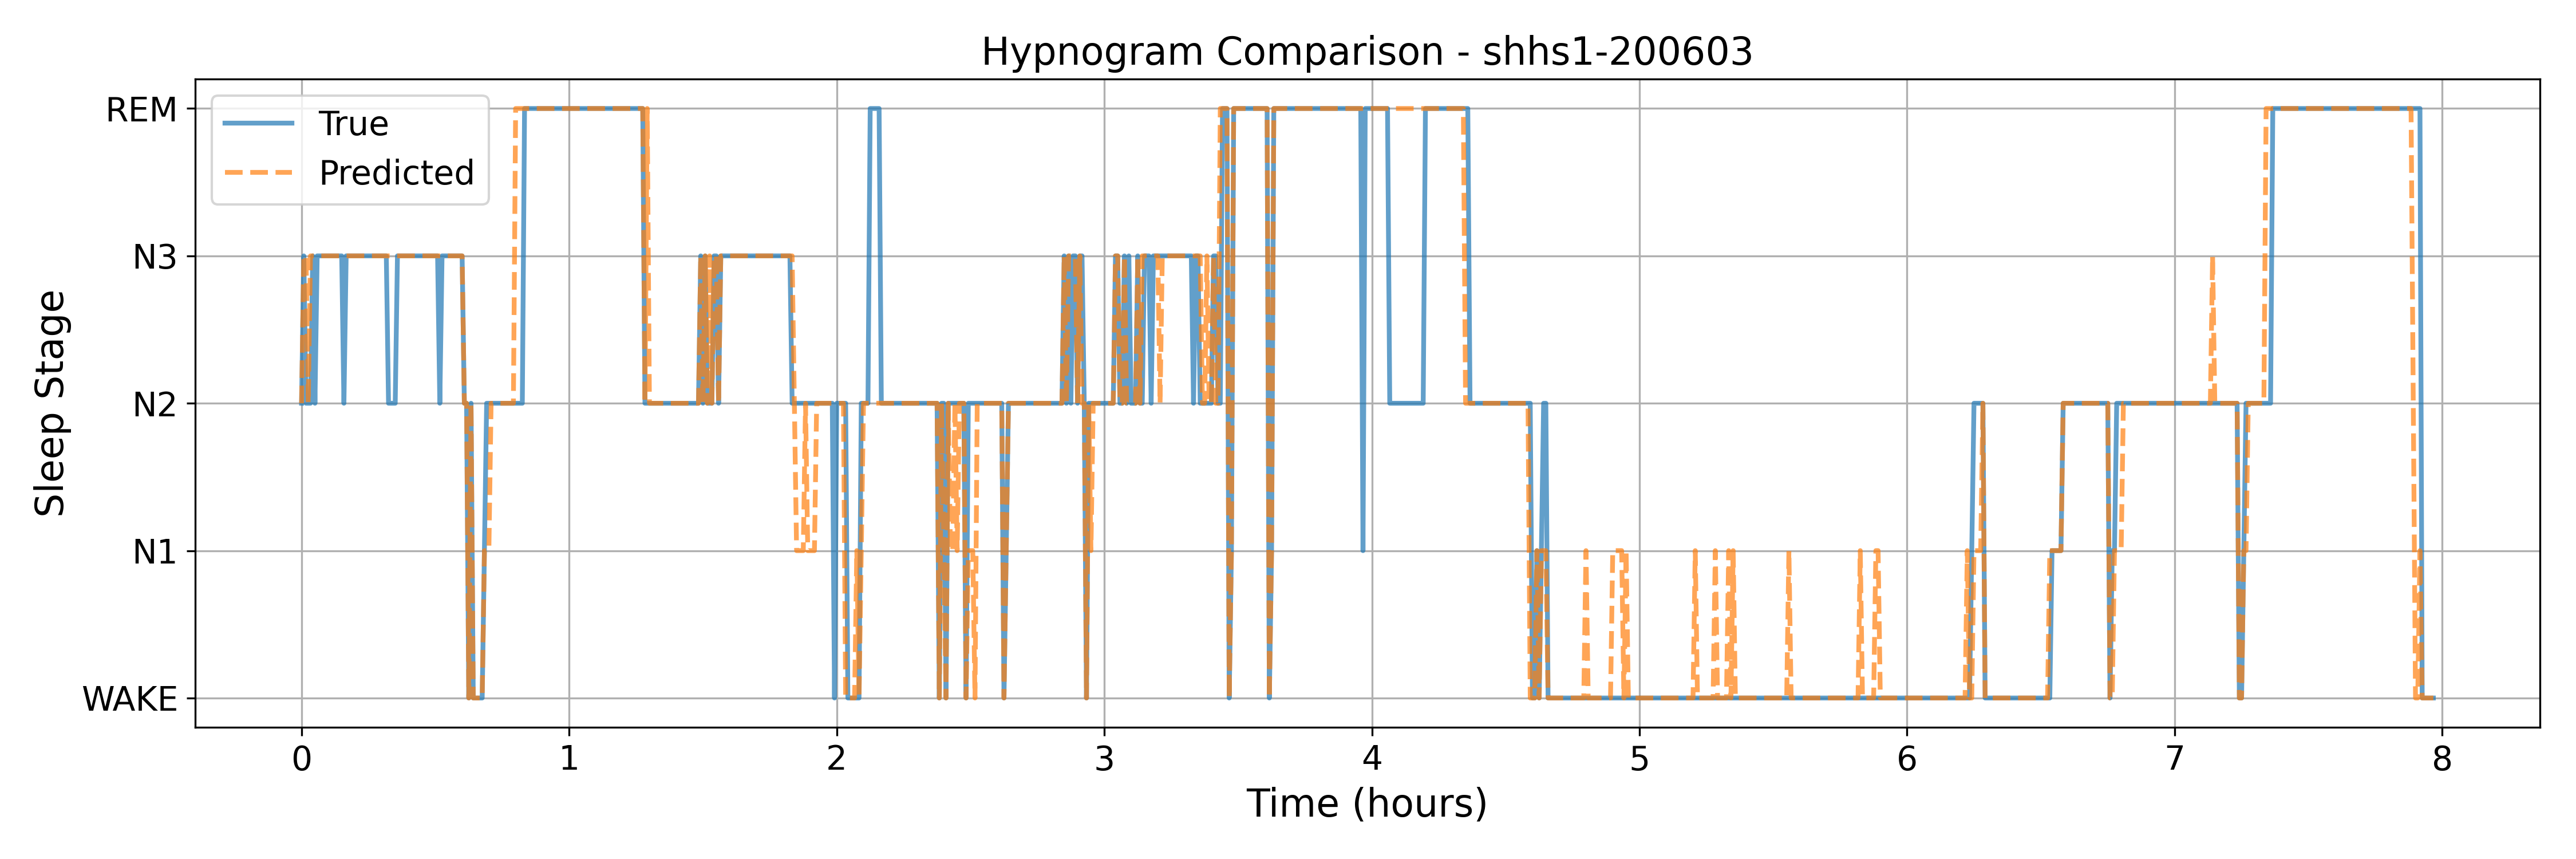 Hypnogram Comparison - shhs1-200603
True
Predicted
Sleep Stage
REM
N3
N2
N1
WAKE
0 1 2 3 4 5 6 7 8
Time (hours)